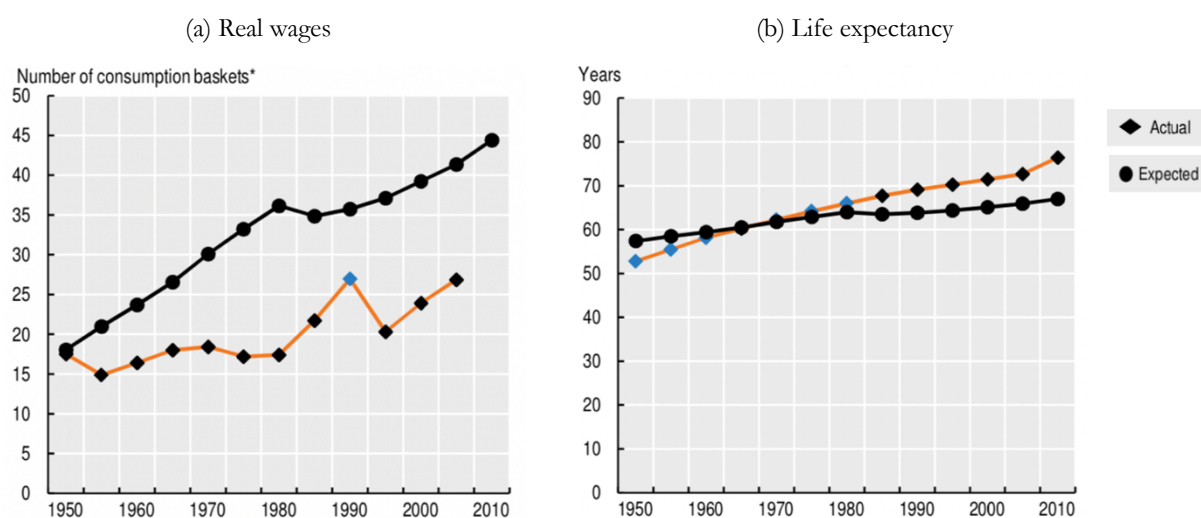 (a) Real wages
Number of consumption baskets*
50
45
40
35
30
25
20
15
10
5
0
1950 1960 1970 1980 1990 2000 2010
(b) Life expectancy
Years
90
80
70
60
50
40
30
20
10
0
1950 1960 1970 1980 1990 2000 2010
Actual
Expected